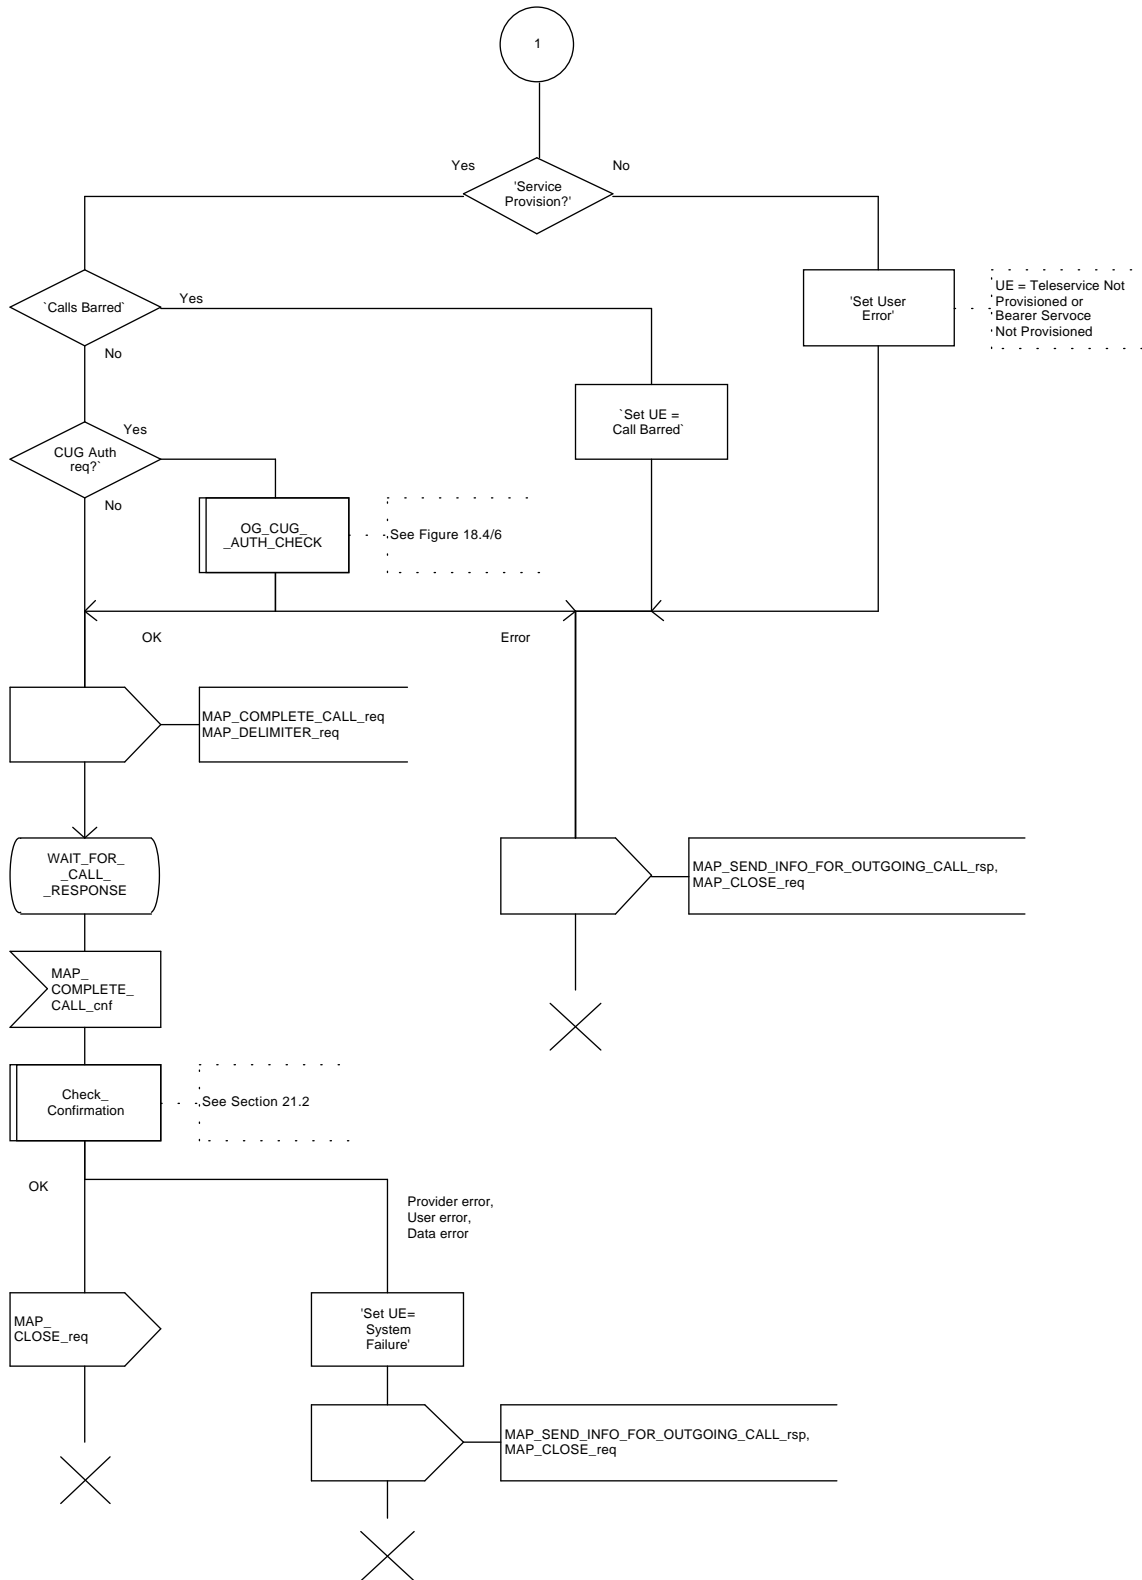 1
Yes
No
'Service
Provision?'
`Calls Barred`
Yes
No
'Set User
Error'
UE = Teleservice Not
Provisioned or
Bearer Servoce
Not Provisioned
`Set UE =
Call Barred`
CUG Auth
req?`
Yes
No
OG_CUG_
_AUTH_CHECK
See Figure 18.4/6
OK
Error
MAP_COMPLETE_CALL_req
MAP_DELIMITER_req
WAIT_FOR_
_CALL_
_RESPONSE
MAP_SEND_INFO_FOR_OUTGOING_CALL_rsp,
MAP_CLOSE_req
MAP_
COMPLETE_
CALL_cnf
Check_
Confirmation
See Section 21.2
OK
Provider error,
User error,
Data error
MAP_
CLOSE_req
'Set UE=
System
Failure'
MAP_SEND_INFO_FOR_OUTGOING_CALL_rsp,
MAP_CLOSE_req